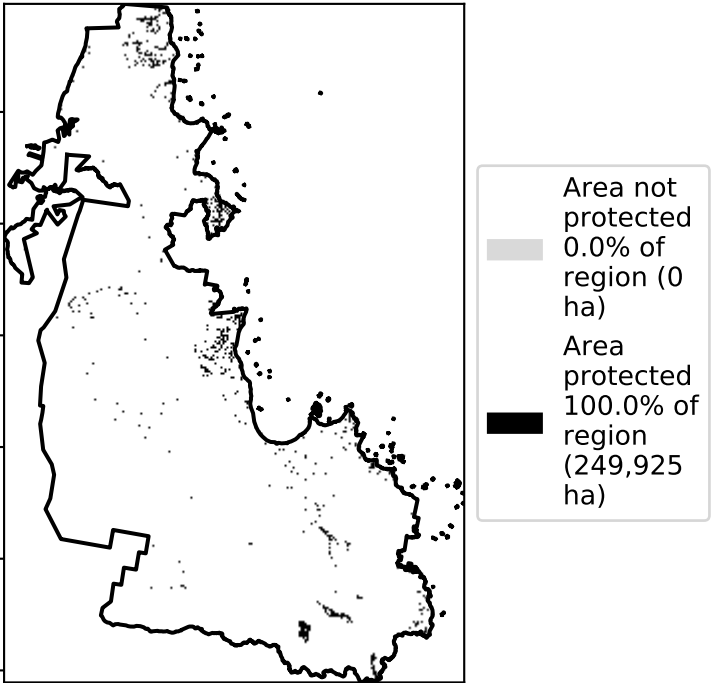 Area not
protected
0.0% of
region (0
ha)
Area
protected
100.0% of
region
(249,925
ha)